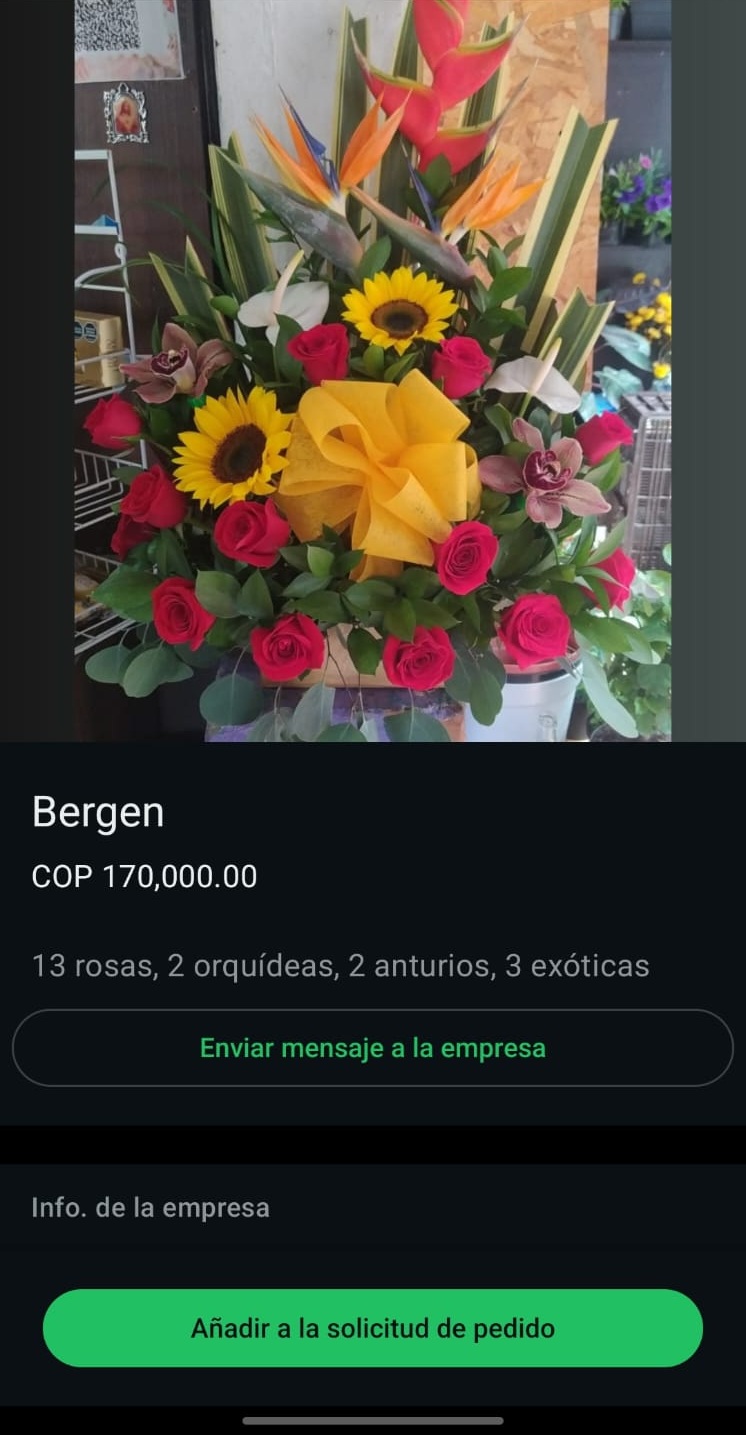 Bergen
COP 170,000.00
13 rosas, 2 orquídeas, 2 anturios, 3 exóticas
Enviar mensaje a la empresa
Info. de la empresa
Añadir a la solicitud de pedido